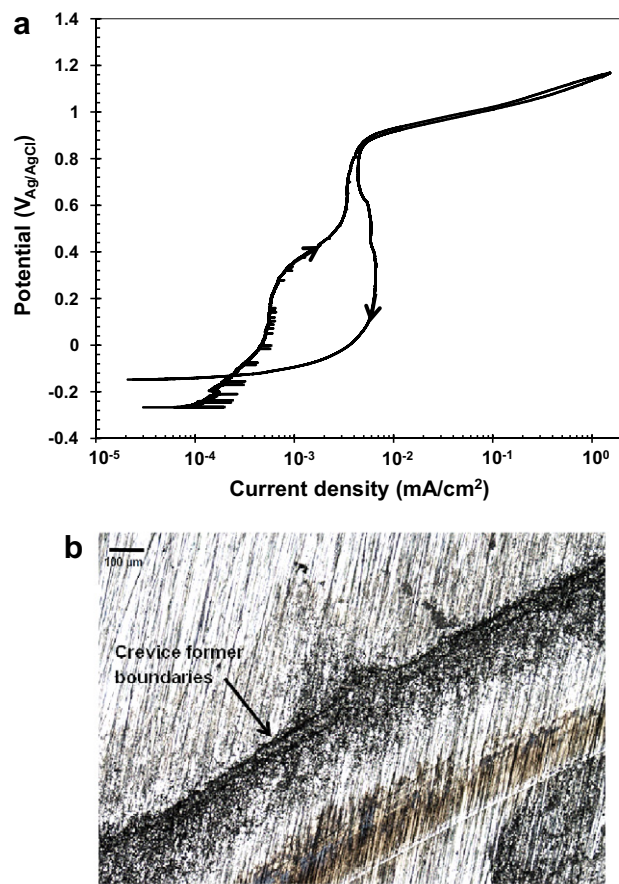 a
1.4
1.2
1
0.8
0.6
0.4
0.2
0
-0.2
-0.4
Potential (V_Ag/AgCl)
10⁻⁵ 10⁻⁴ 10⁻³ 10⁻² 10⁻¹ 10⁰
Current density (mA/cm²)
b
100 µm
Crevice former
boundaries